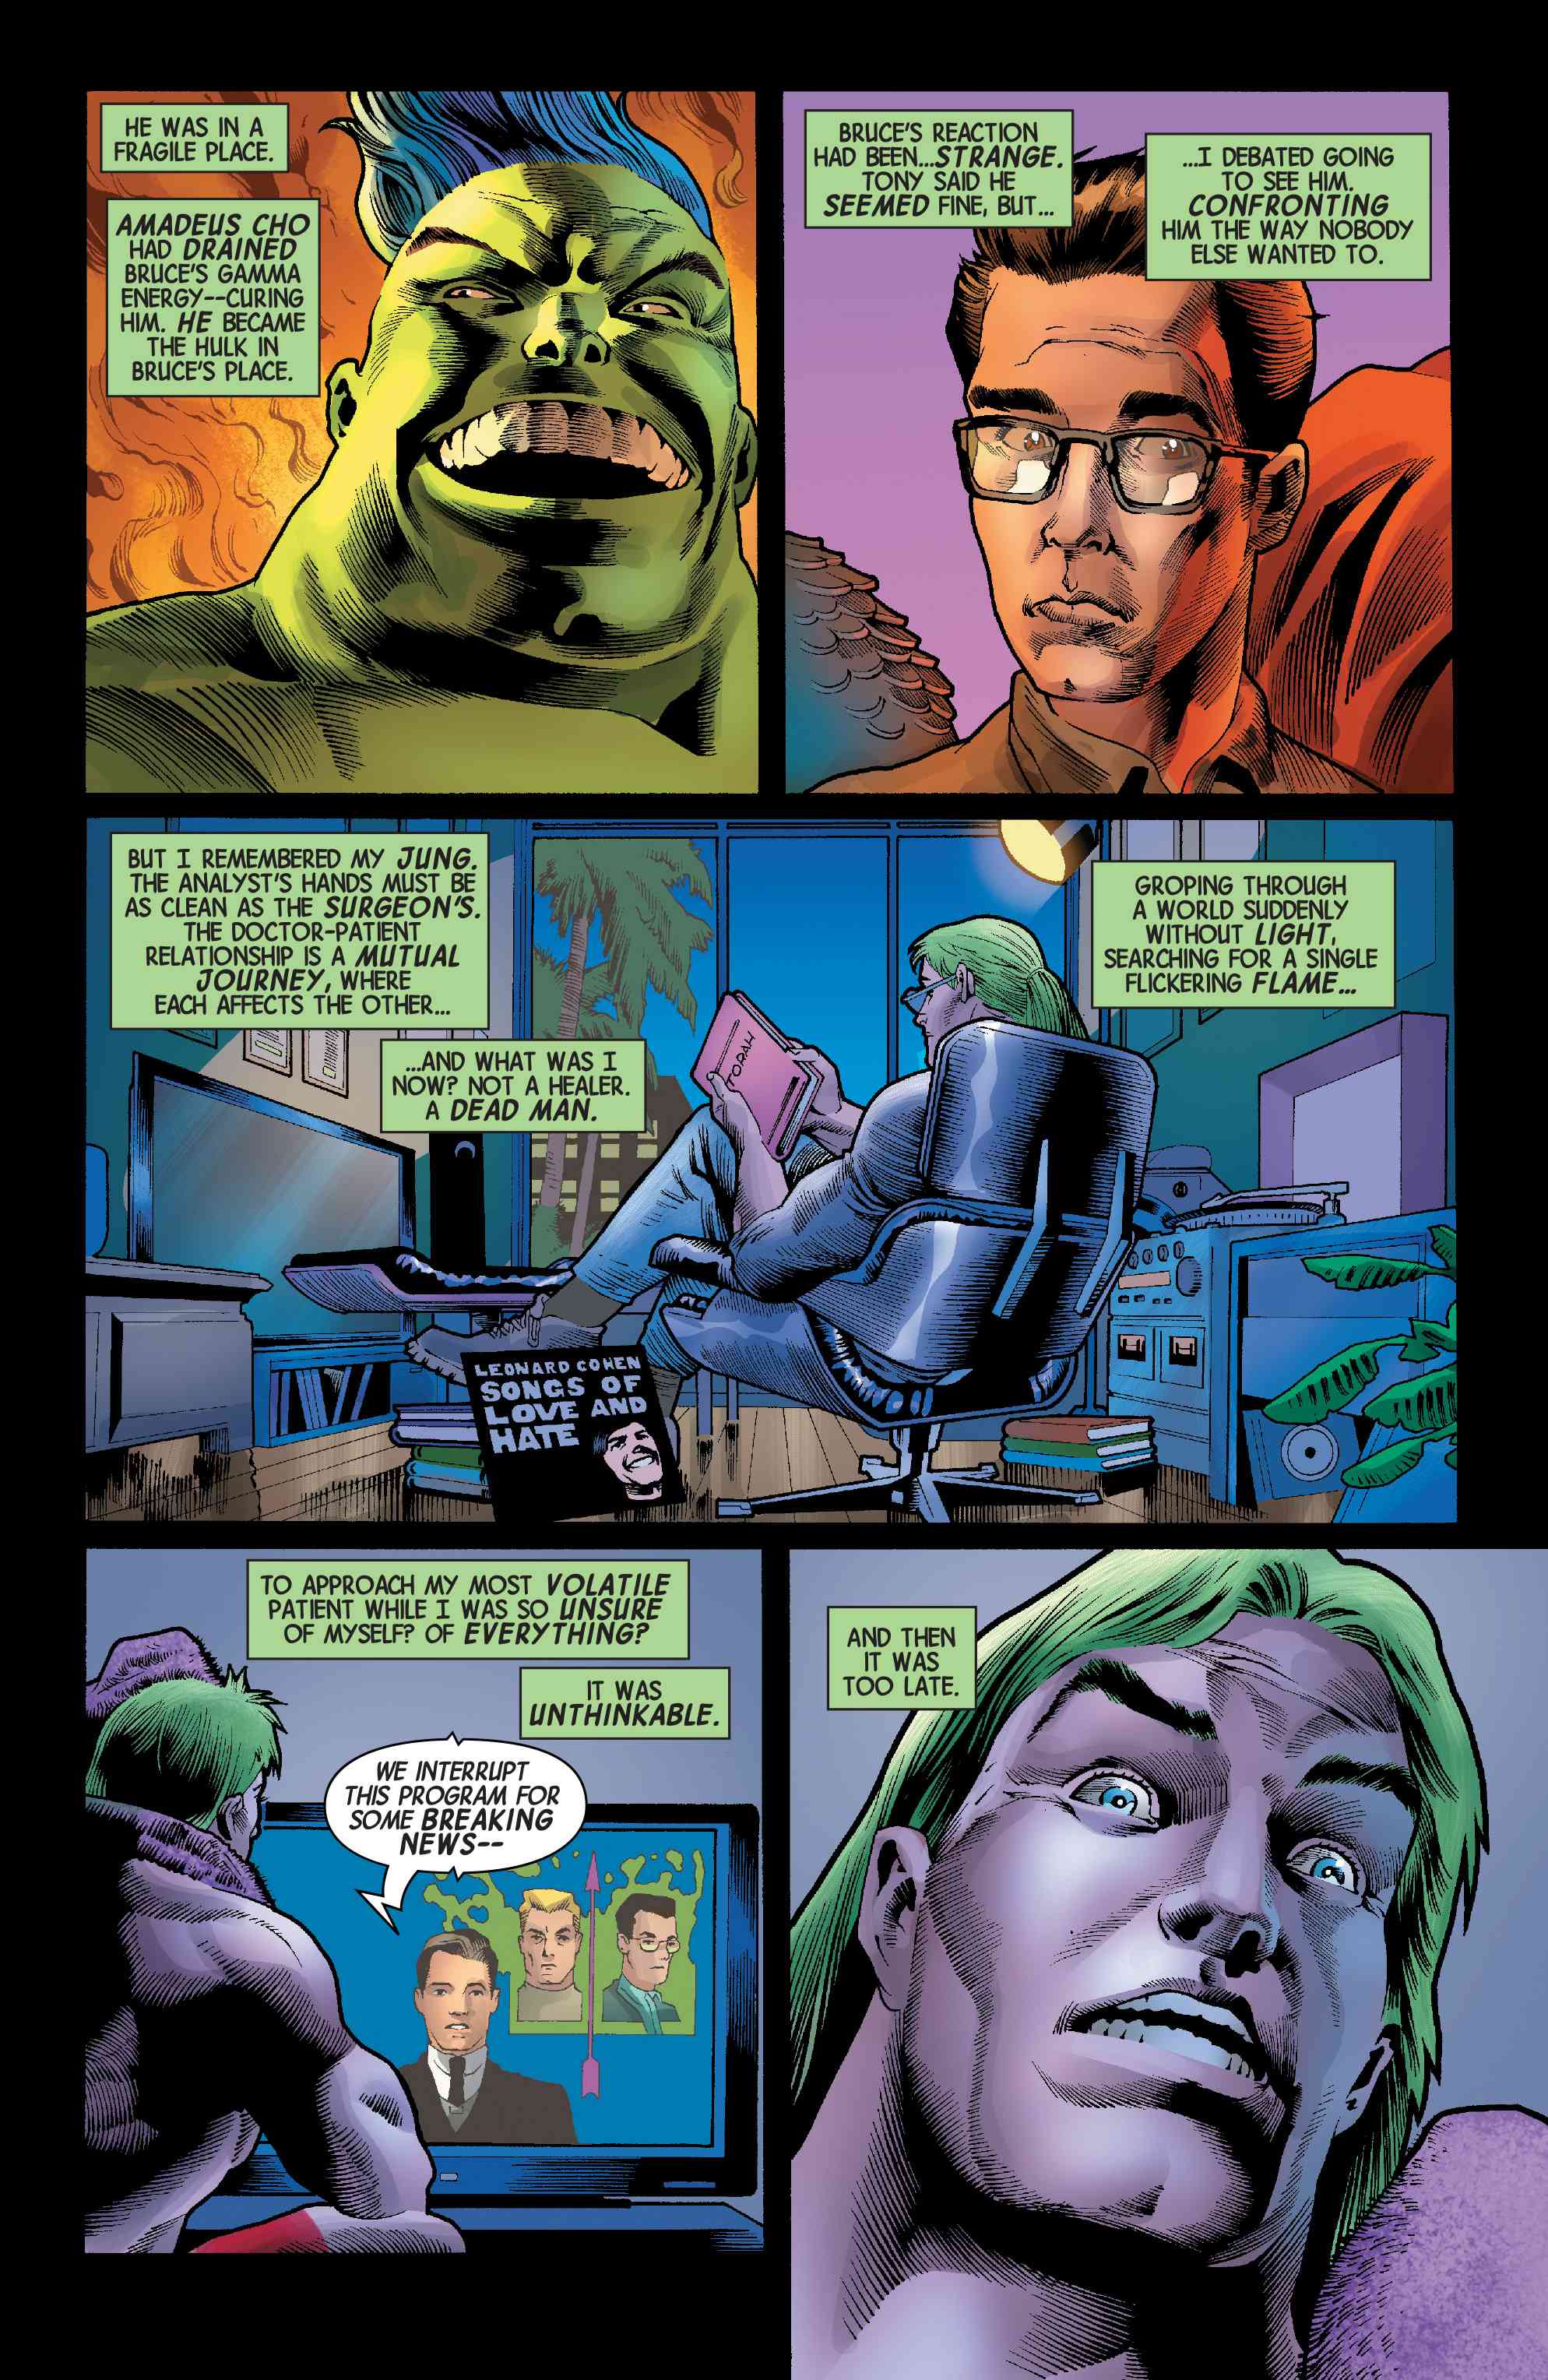 HE WAS IN A
FRAGILE PLACE.
AMADEUS CHO
HAD DRAINED
BRUCE'S GAMMA
ENERGY--CURING
HIM. HE BECAME
THE HULK IN
BRUCE'S PLACE.
BRUCE'S REACTION
HAD BEEN...STRANGE.
TONY SAID HE
SEEMED FINE, BUT...
...I DEBATED GOING
TO SEE HIM.
CONFRONTING
HIM THE WAY NOBODY
ELSE WANTED TO.
BUT I REMEMBERED MY JUNG.
THE ANALYST'S HANDS MUST BE
AS CLEAN AS THE SURGEON'S.
THE DOCTOR-PATIENT
RELATIONSHIP IS A MUTUAL
JOURNEY, WHERE
EACH AFFECTS THE OTHER...
...AND WHAT WAS I
NOW? NOT A HEALER.
A DEAD MAN.
TORAH
GROPING THROUGH
A WORLD SUDDENLY
WITHOUT LIGHT,
SEARCHING FOR A SINGLE
FLICKERING FLAME...
LEONARD COHEN
SONGS OF
LOVE AND
HATE
TO APPROACH MY MOST VOLATILE
PATIENT WHILE I WAS SO UNSURE
OF MYSELF? OF EVERYTHING?
IT WAS
UNTHINKABLE.
WE INTERRUPT
THIS PROGRAM FOR
SOME BREAKING
NEWS--
AND THEN
IT WAS
TOO LATE.